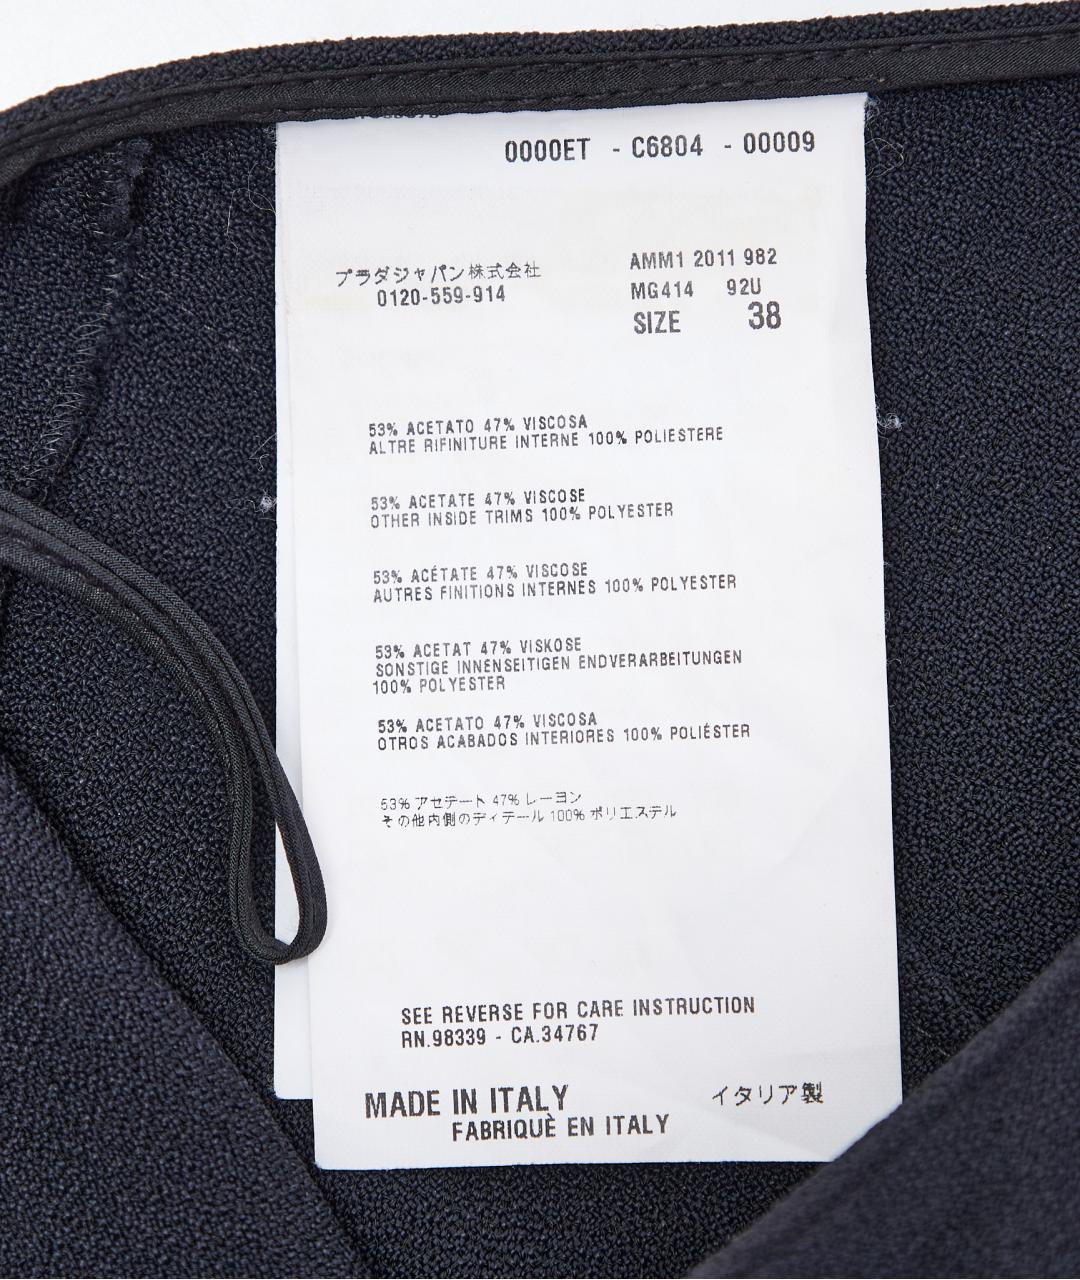 0000ET - C6804 - 00009
プラダジャパン株式会社
0120-559-914
AMM1 2011 982
MG414 92U
SIZE 38
53% ACETATO 47% VISCOSA
ALTRE RIFINITURE INTERNE 100% POLIESTERE
53% ACETATE 47% VISCOSE
OTHER INSIDE TRIMS 100% POLYESTER
53% ACÉTATE 47% VISCOSE
AUTRES FINITIONS INTERNES 100% POLYESTER
53% ACETAT 47% VISKOSE
SONSTIGE INNENSEITIGEN ENDVERARBEITUNGEN
100% POLYESTER
53% ACETATO 47% VISCOSA
OTROS ACABADOS INTERIORES 100% POLIÉSTER
53% アセテート 47% レーヨン
その他内側のディテール 100% ポリエステル
SEE REVERSE FOR CARE INSTRUCTION
RN.98339 - CA.34767
MADE IN ITALY
イタリア製
FABRIQUÈ EN ITALY